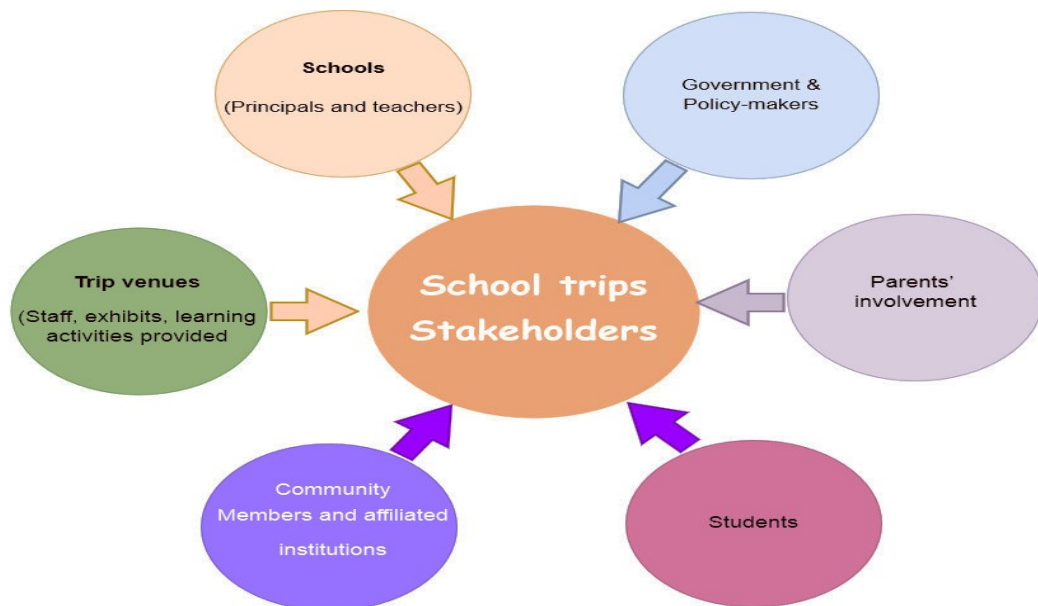 Schools
(Principals and teachers)
Government &
Policy-makers
Trip venues
(Staff, exhibits, learning
activities provided
School trips
Stakeholders
Parents'
involvement
Community
Members and affiliated
institutions
Students